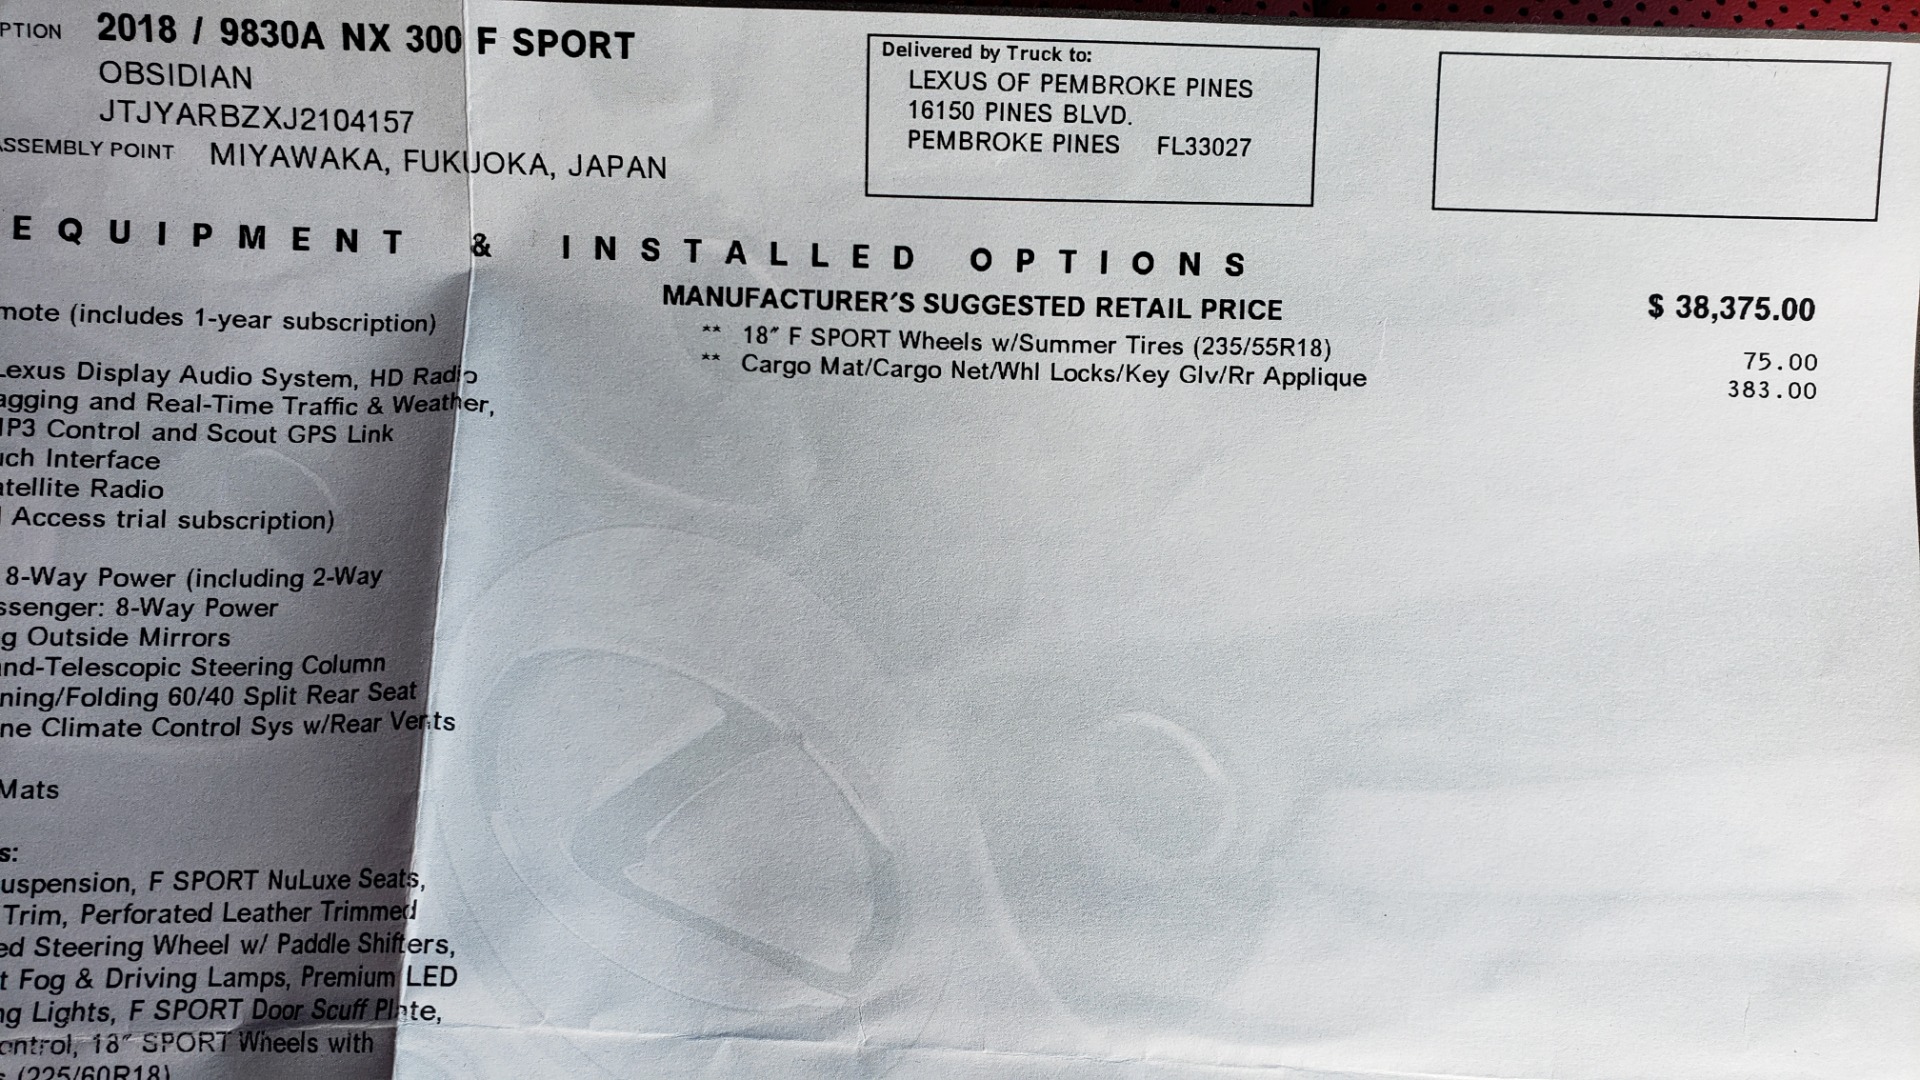 PTION 2018 / 9830A NX 300 F SPORT
OBSIDIAN
JTJYARBZXJ2104157
ASSEMBLY POINT MIYAWAKA, FUKUOKA, JAPAN
Delivered by Truck to:
LEXUS OF PEMBROKE PINES
16150 PINES BLVD.
PEMBROKE PINES FL33027
EQUIPMENT & INSTALLED OPTIONS
mote (includes 1-year subscription)
Lexus Display Audio System, HD Radio
agging and Real-Time Traffic & Weather,
IP3 Control and Scout GPS Link
uch Interface
atellite Radio
l Access trial subscription)
8-Way Power (including 2-Way
ssenger: 8-Way Power
g Outside Mirrors
and-Telescopic Steering Column
ning/Folding 60/40 Split Rear Seat
ne Climate Control Sys w/Rear Vents
Mats
s:
uspension, F SPORT NuLuxe Seats,
Trim, Perforated Leather Trimmed
ed Steering Wheel w/ Paddle Shifters,
t Fog & Driving Lamps, Premium LED
ng Lights, F SPORT Door Scuff Plate,
ontrol, 18″ SPORT Wheels with
s (225/60R18)
MANUFACTURER'S SUGGESTED RETAIL PRICE $ 38,375.00
** 18″ F SPORT Wheels w/Summer Tires (235/55R18) 75.00
** Cargo Mat/Cargo Net/Whl Locks/Key Glv/Rr Applique 383.00